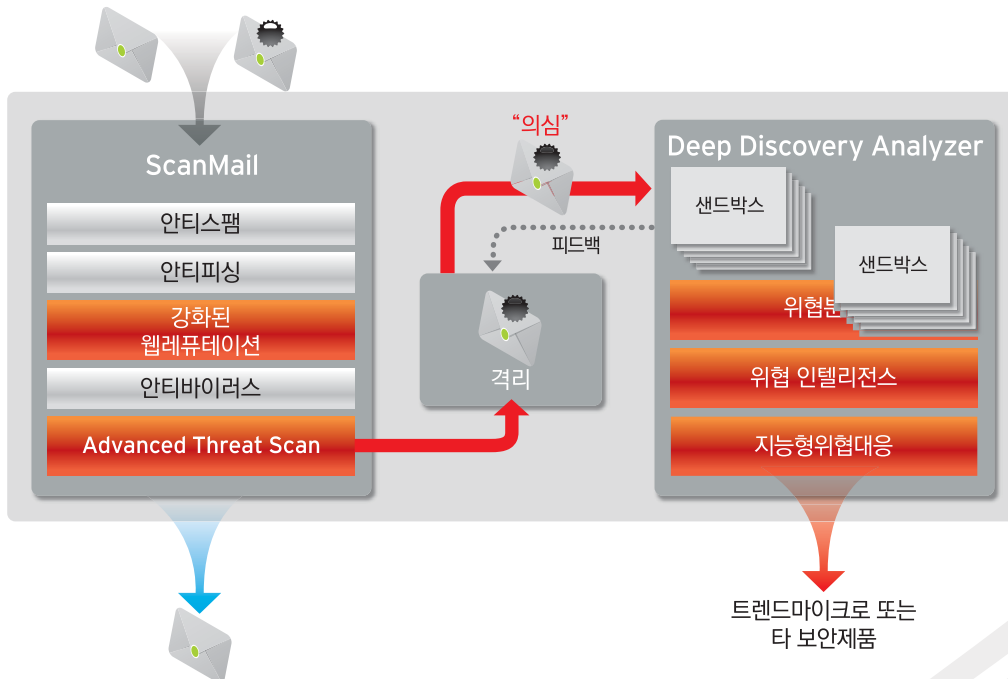 ScanMail
안티스팸
안티피싱
강화된
웹레퓨테이션
안티바이러스
Advanced Threat Scan
“의심”
피드백
격리
Deep Discovery Analyzer
샌드박스
샌드박스
위협분
위협 인텔리전스
지능형위협대응
트렌드마이크로 또는
타 보안제품